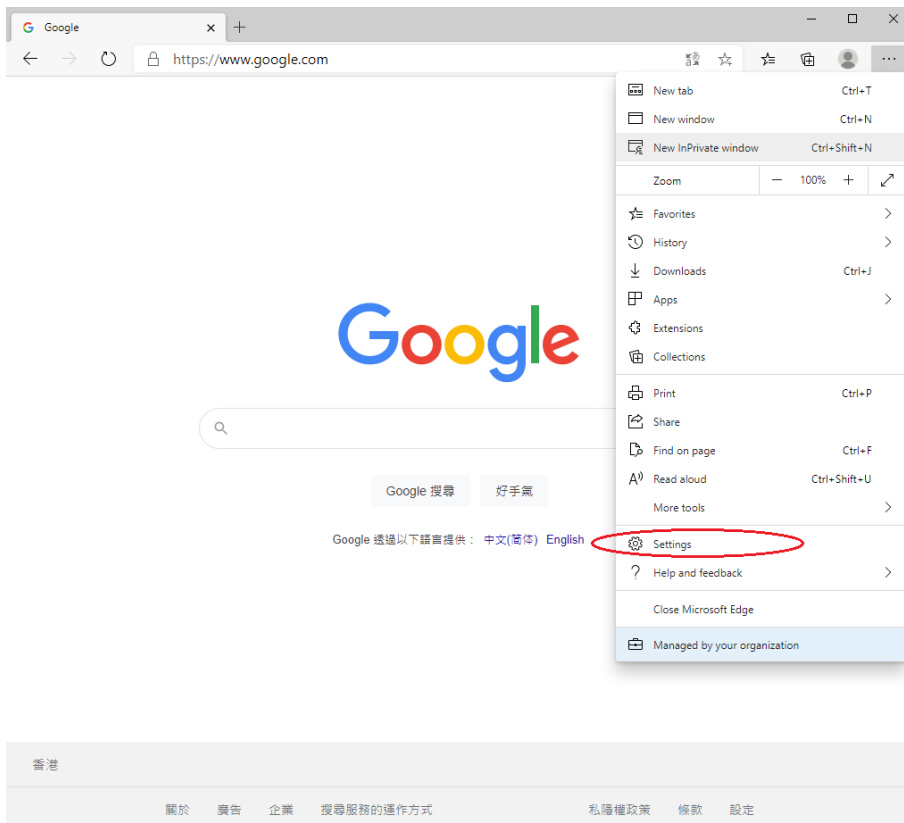 Google
https://www.google.com
New tab Ctrl+T
New window Ctrl+N
New InPrivate window Ctrl+Shift+N
Zoom 100%
Favorites
History
Downloads Ctrl+J
Apps
Extensions
Collections
Print Ctrl+P
Share
Find on page Ctrl+F
Read aloud Ctrl+Shift+U
More tools
Settings
Help and feedback
Close Microsoft Edge
Managed by your organization
Google
Google 搜尋 好手氣
Google 透過以下語言提供： 中文(简体) English
香港
關於 廣告 企業 搜尋服務的運作方式 私隱權政策 條款 設定